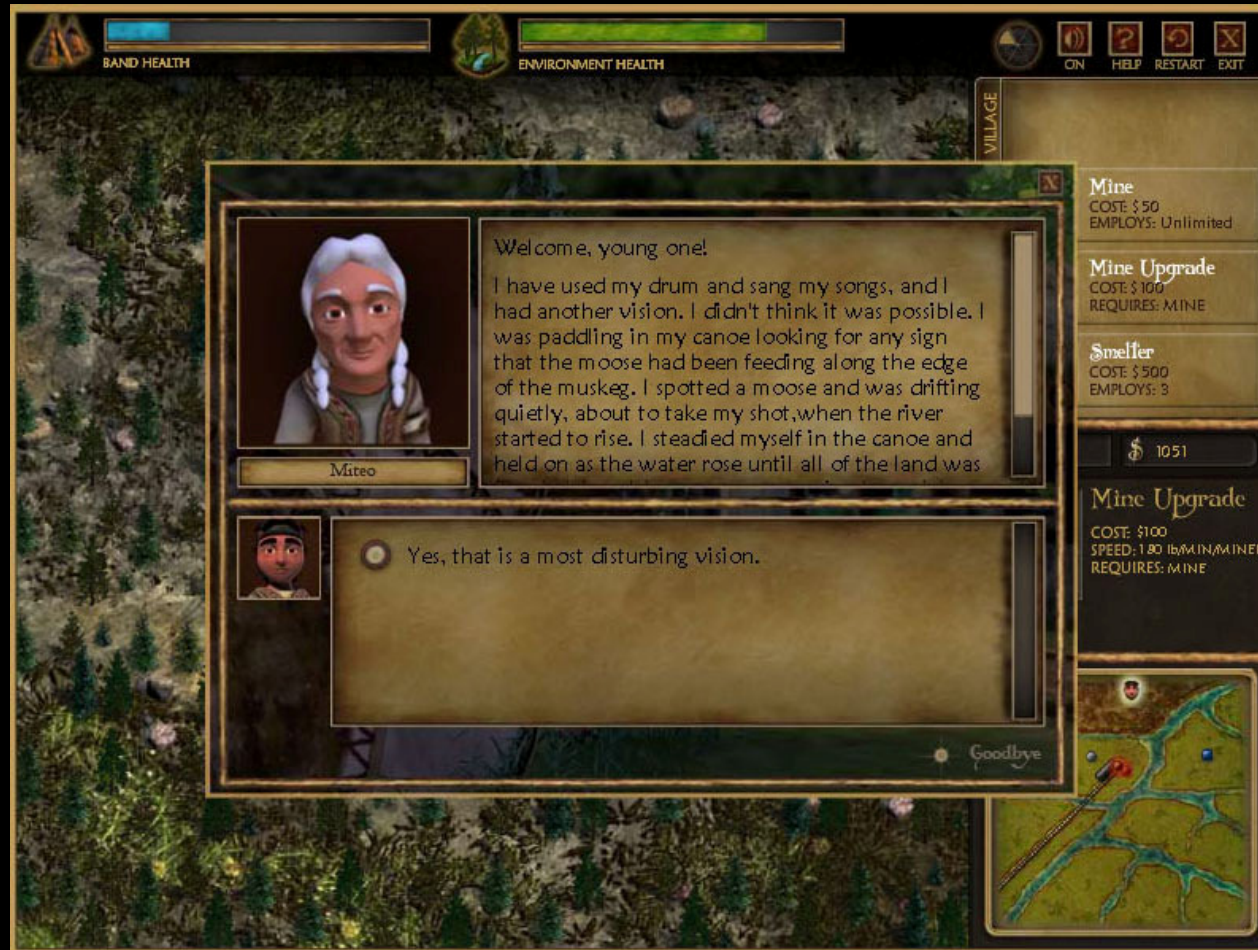 BAND HEALTH
ENVIRONMENT HEALTH
ON
HELP
RESTART
EXIT
VILLAGE
Mine
COST: $50
EMPLOYS: Unlimited
Mine Upgrade
COST: $100
REQUIRES: MINE
Smelter
COST: $500
EMPLOYS: 3
$ 1051
Mine Upgrade
COST: $100
SPEED: 1.80 lb/MIN/MINER
REQUIRES: MINE
X
Welcome, young one!
I have used my drum and sang my songs, and I
had another vision. I didn't think it was possible. I
was paddling in my canoe looking for any sign
that the moose had been feeding along the edge
of the muskeg. I spotted a moose and was drifting
quietly, about to take my shot,when the river
started to rise. I steadied myself in the canoe and
held on as the water rose until all of the land was
Miteo
Yes, that is a most disturbing vision.
Goodbye